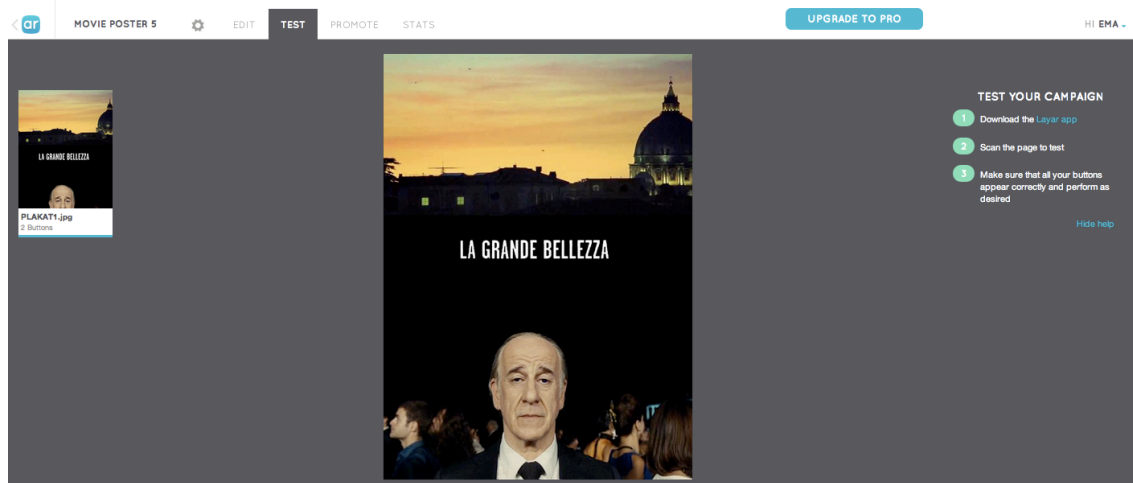 ar
MOVIE POSTER 5
EDIT
TEST
PROMOTE
STATS
UPGRADE TO PRO
HI EMA
LA GRANDE BELLEZZA
PLAKAT1.jpg
2 Buttons
LA GRANDE BELLEZZA
TEST YOUR CAMPAIGN
1 Download the Layar app
2 Scan the page to test
3 Make sure that all your buttons
appear correctly and perform as
desired
Hide help